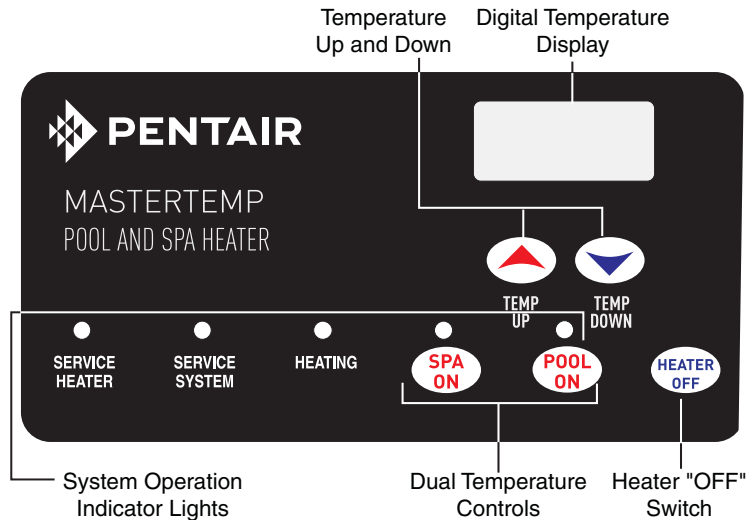 Temperature
Up and Down
Digital Temperature
Display
PENTAIR
MASTERTEMP
POOL AND SPA HEATER
TEMP
UP
TEMP
DOWN
SERVICE
HEATER
SERVICE
SYSTEM
HEATING
SPA
ON
POOL
ON
HEATER
OFF
System Operation
Indicator Lights
Dual Temperature
Controls
Heater "OFF"
Switch